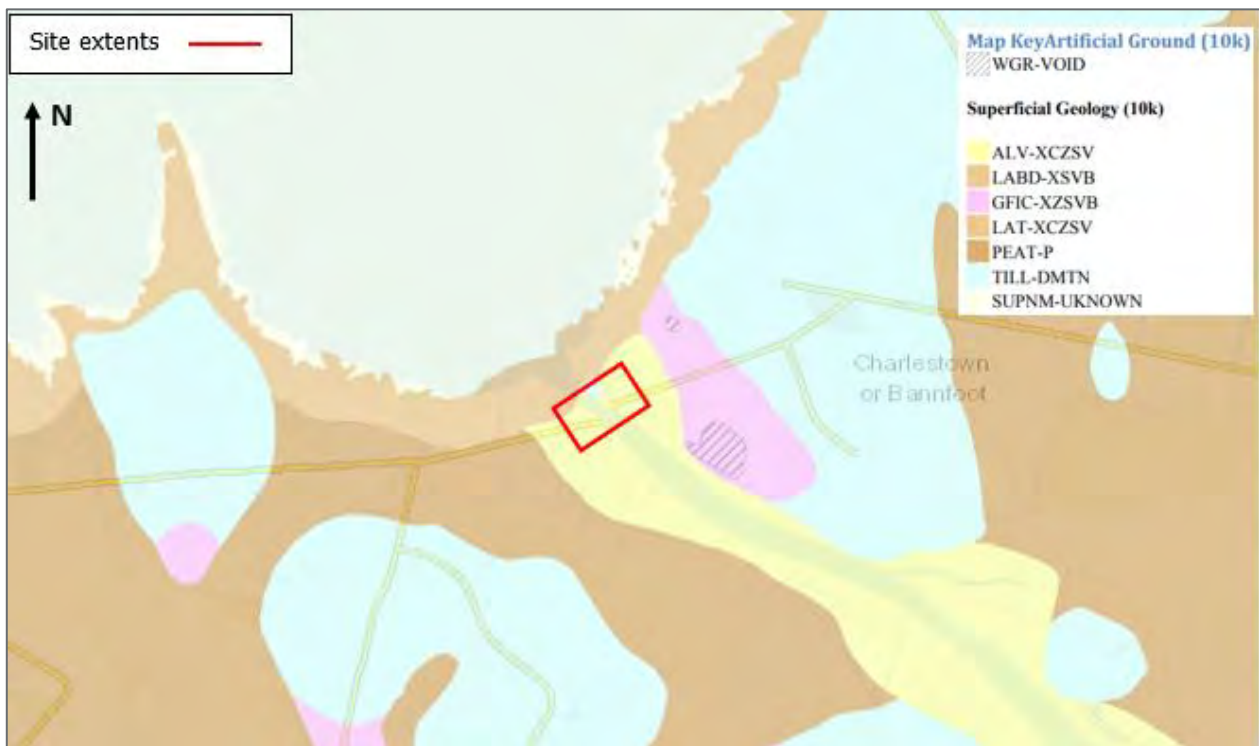 Site extents
N
Map KeyArtificial Ground (10k)
WGR-VOID
Superficial Geology (10k)
ALV-XCZSV
LABD-XSVB
GFIC-XZSVB
LAT-XCZSV
PEAT-P
TILL-DMTN
SUPNM-UKNOWN
Charlestown
or Bannfoot